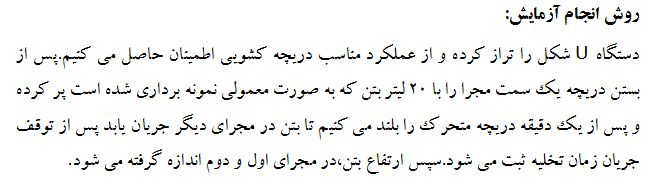 روش انجام آزمایش:
دستگاه U شکل را تراز کرده و از عملکرد مناسب دریچه کشویی اطمینان حاصل می کنیم.پس از
بستن دریچه یک سمت مجرا را با ۲۰ لیتر بتن که به صورت معمولی نمونه برداری شده است پر کرده
و پس از یک دقیقه دریچه متحرک را بلند می کنیم تا بتن در مجرای دیگر جریان یابد پس از توقف
جریان زمان تخلیه ثبت می شود.سپس ارتفاع بتن،در مجرای اول و دوم اندازه گرفته می شود.